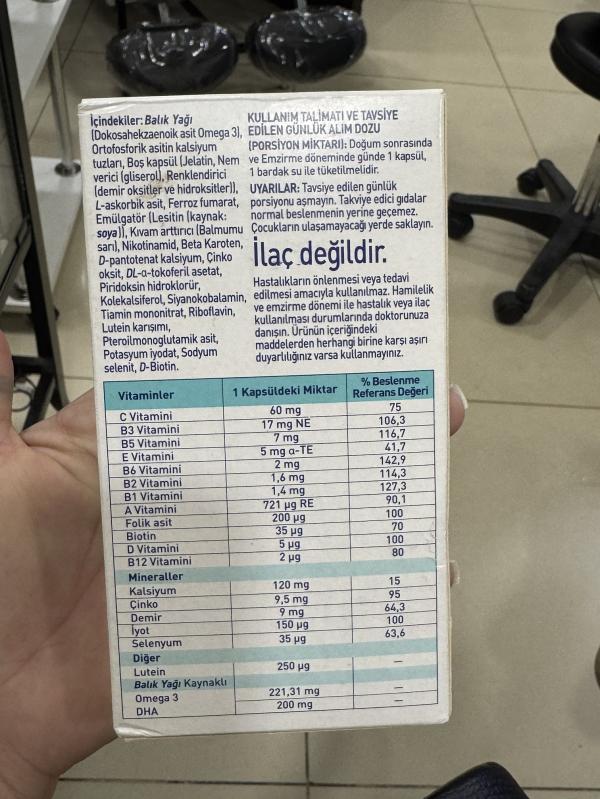 İçindekiler: Balık Yağı
(Dokosahekzaenoik asit Omega 3),
Ortofosforik asitin kalsiyum
tuzları, Boş kapsül (Jelatin, Nem
verici (gliserol), Renklendirici
(demir oksitler ve hidroksitler)),
L-askorbik asit, Ferroz fumarat,
Emülgatör (Lesitin (kaynak:
soya)), Kıvam arttırıcı (Balmumu
sarı), Nikotinamid, Beta Karoten,
D-pantotenat kalsiyum, Çinko
oksit, DL-α-tokoferil asetat,
Piridoksin hidroklorür,
Kolekalsiferol, Siyanokobalamin,
Tiamin mononitrat, Riboflavin,
Lutein karışımı,
Pteroilmonoglutamik asit,
Potasyum iyodat, Sodyum
selenit, D-Biotin.
KULLANIM TALİMATI VE TAVSİYE
EDİLEN GÜNLÜK ALIM DOZU
(PORSİYON MİKTARI): Doğum sonrasında
ve Emzirme döneminde günde 1 kapsül,
1 bardak su ile tüketilmelidir.
UYARILAR: Tavsiye edilen günlük
porsiyonu aşmayın. Takviye edici gıdalar
normal beslenmenin yerine geçemez.
Çocukların ulaşamayacağı yerde saklayın.
İlaç değildir.
Hastalıkların önlenmesi veya tedavi
edilmesi amacıyla kullanılmaz. Hamilelik
ve emzirme dönemi ile hastalık veya ilaç
kullanılması durumlarında doktorunuza
danışın. Ürünün içeriğindeki
maddelerden herhangi birine karşı aşırı
duyarlılığınız varsa kullanmayınız.
Vitaminler 1 Kapsüldeki Miktar % Beslenme Referans Değeri
C Vitamini 60 mg 75
B3 Vitamini 17 mg NE 106,3
B5 Vitamini 7 mg 116,7
E Vitamini 5 mg α-TE 41,7
B6 Vitamini 2 mg 142,9
B2 Vitamini 1,6 mg 114,3
B1 Vitamini 1,4 mg 127,3
A Vitamini 721 µg RE 90,1
Folik asit 200 µg 100
Biotin 35 µg 70
D Vitamini 5 µg 100
B12 Vitamini 2 µg 80
Mineraller
Kalsiyum 120 mg 15
Çinko 9,5 mg 95
Demir 9 mg 64,3
İyot 150 µg 100
Selenyum 35 µg 63,6
Diğer
Lutein 250 µg —
Balık Yağı Kaynaklı
Omega 3 221,31 mg —
DHA 200 mg —